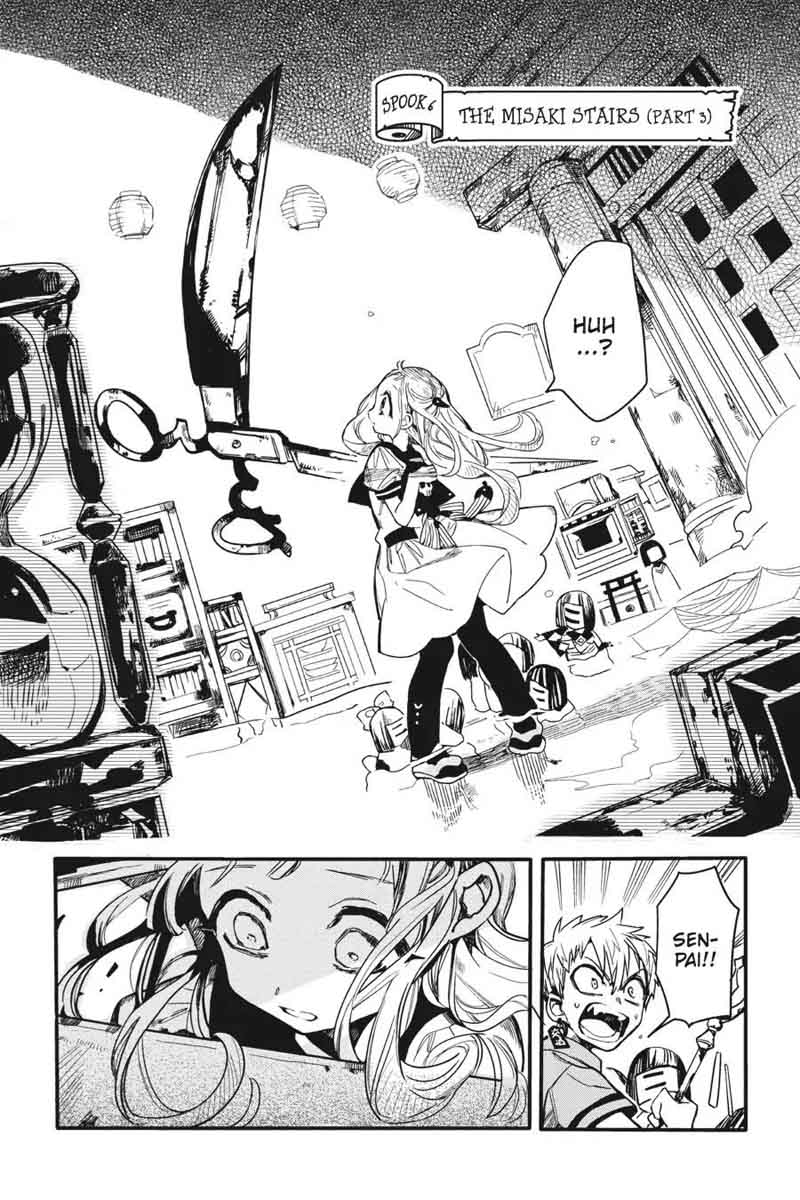 SPOOK 6
THE MISAKI STAIRS (PART 3)
HUH
...?
SEN-
PAI!!